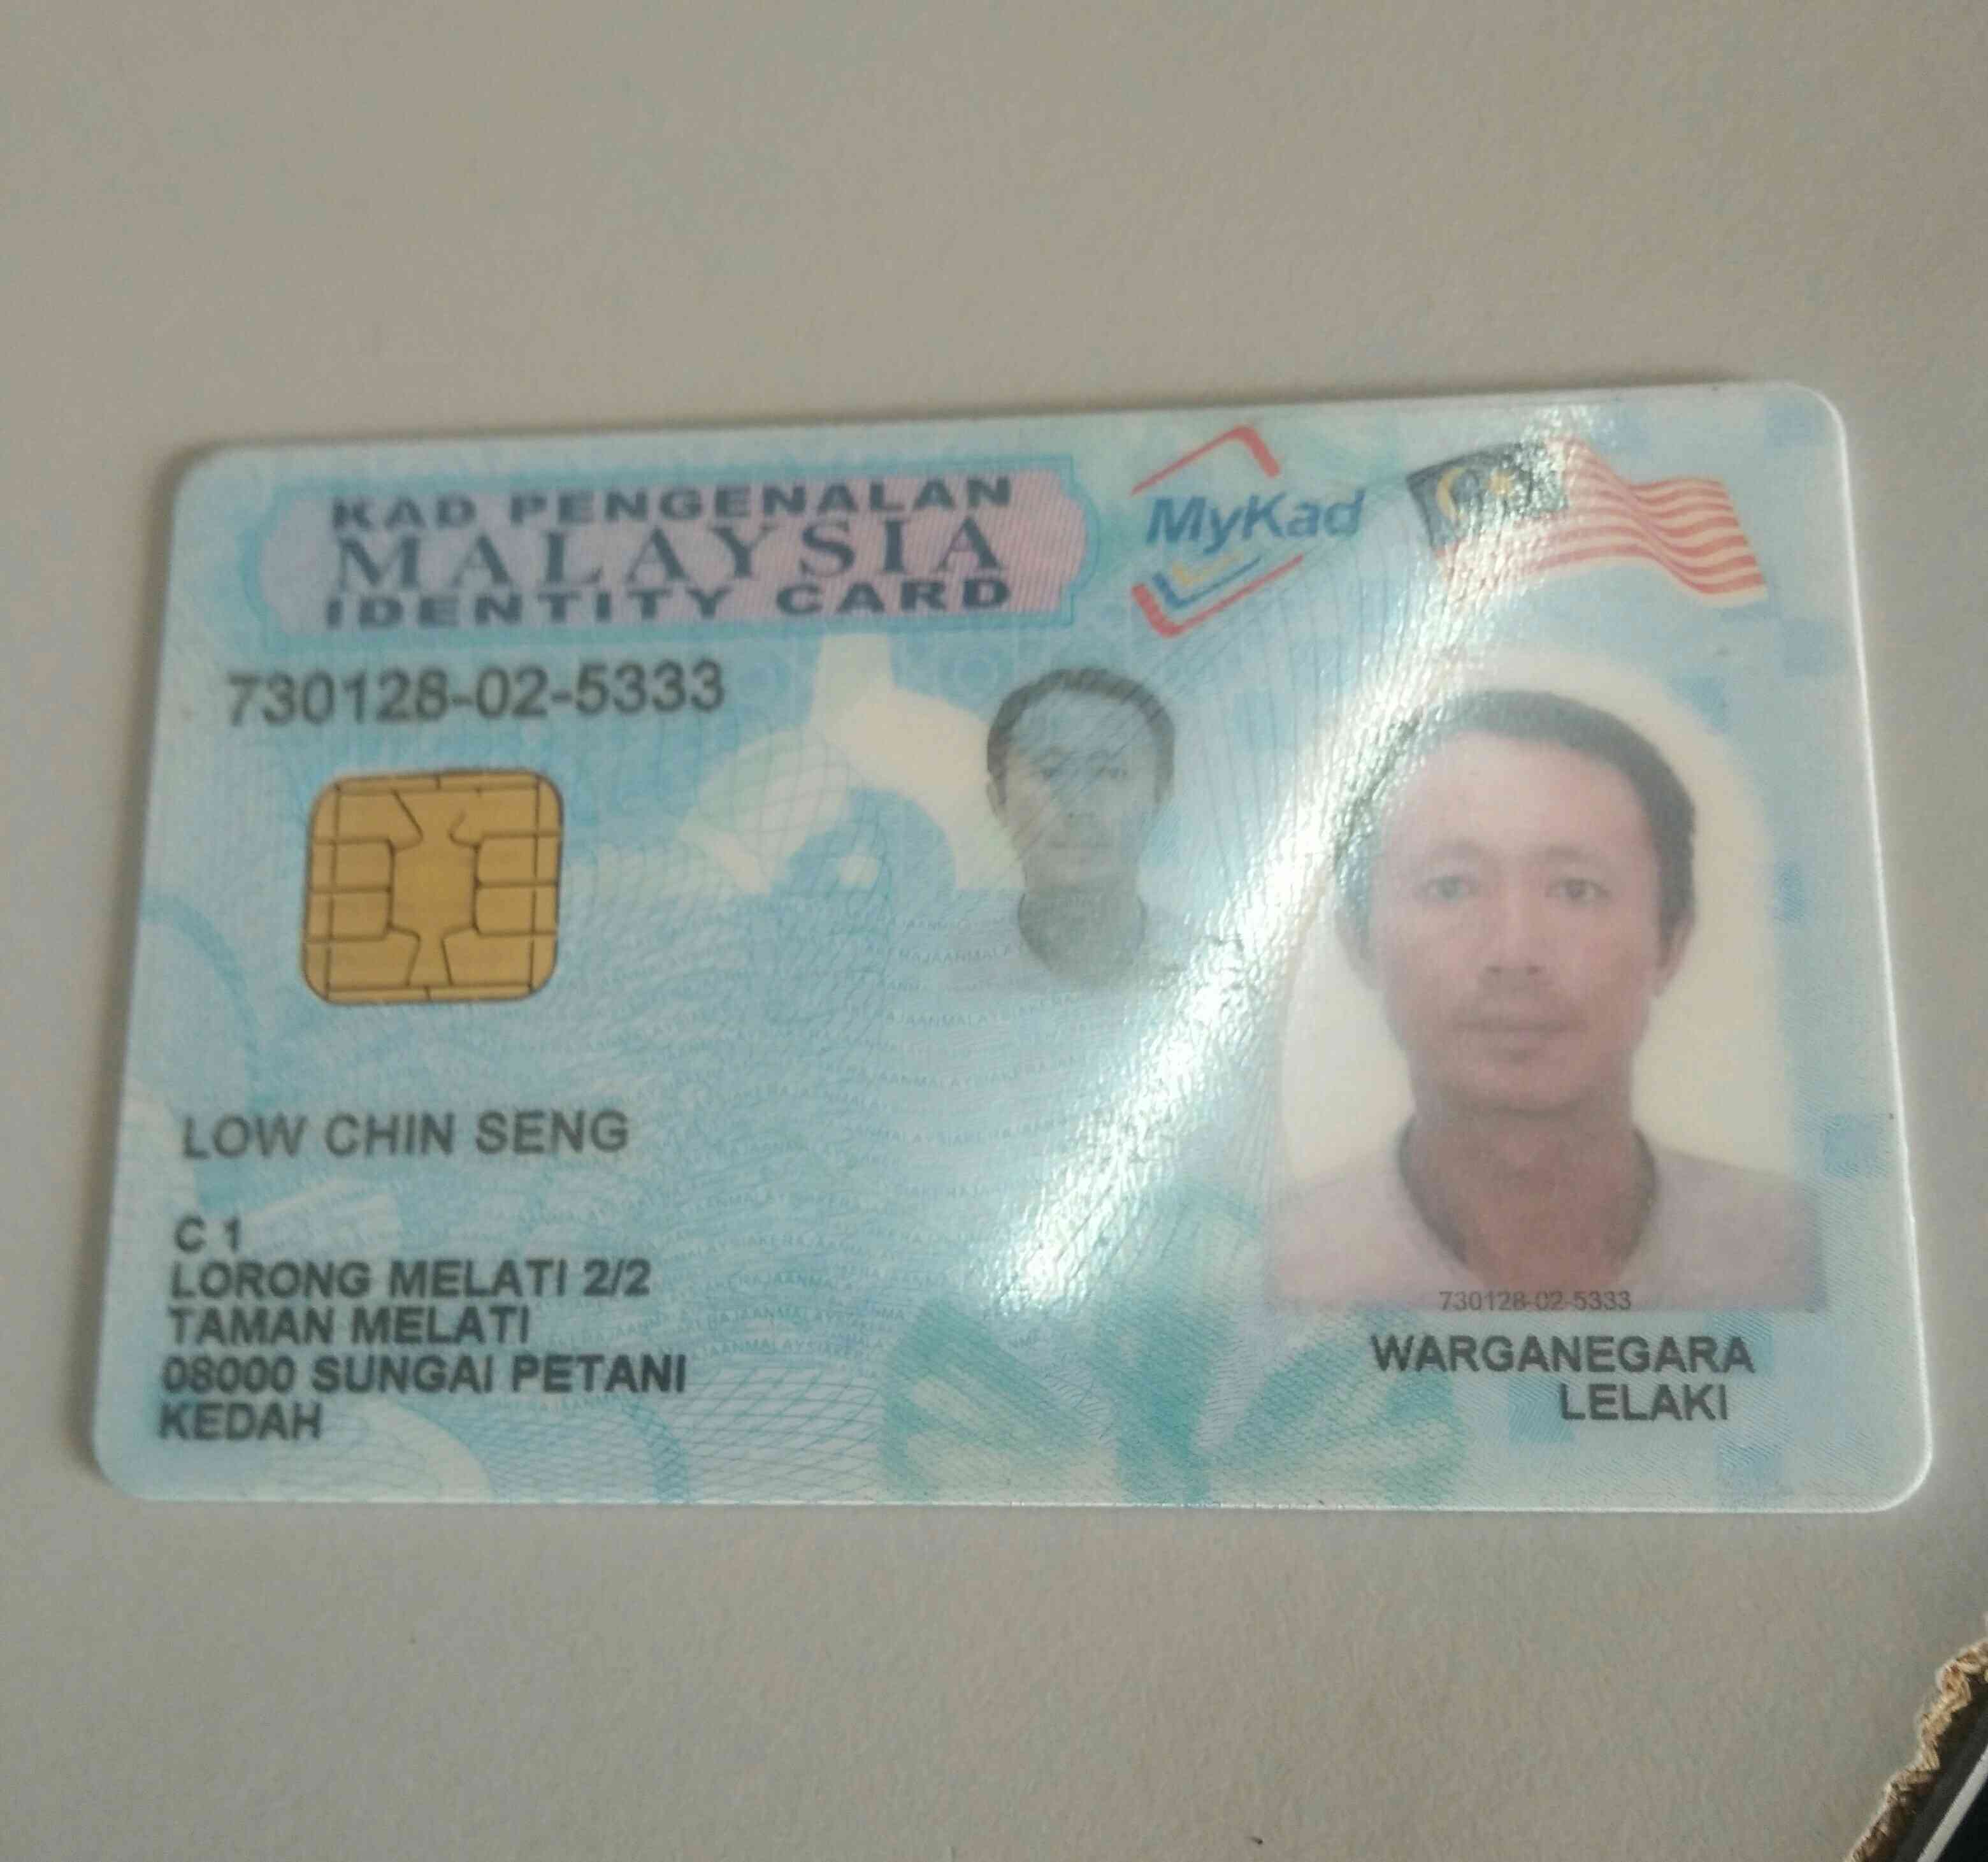 KAD PENGENALAN
MALAYSIA
IDENTITY CARD
MyKad
730128-02-5333
LOW CHIN SENG
C 1
LORONG MELATI 2/2
TAMAN MELATI
08000 SUNGAI PETANI
KEDAH
730128-02-5333
WARGANEGARA
LELAKI